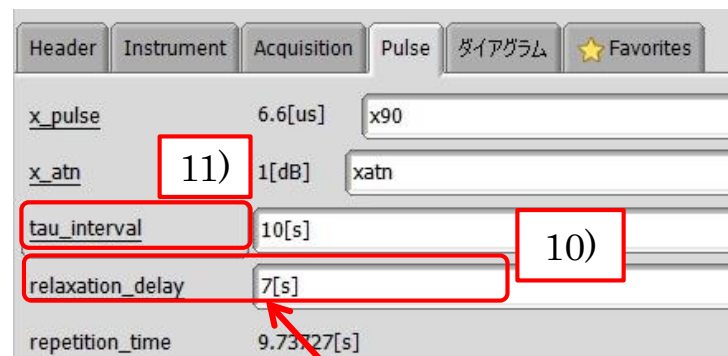 Header Instrument Acquisition Pulse ダイアグラム Favorites
x_pulse 6.6[us] x90
x_atn 11) 1[dB] xatn
tau_interval 10[s]
10)
relaxation_delay 7[s]
repetition_time 9.73727[s]